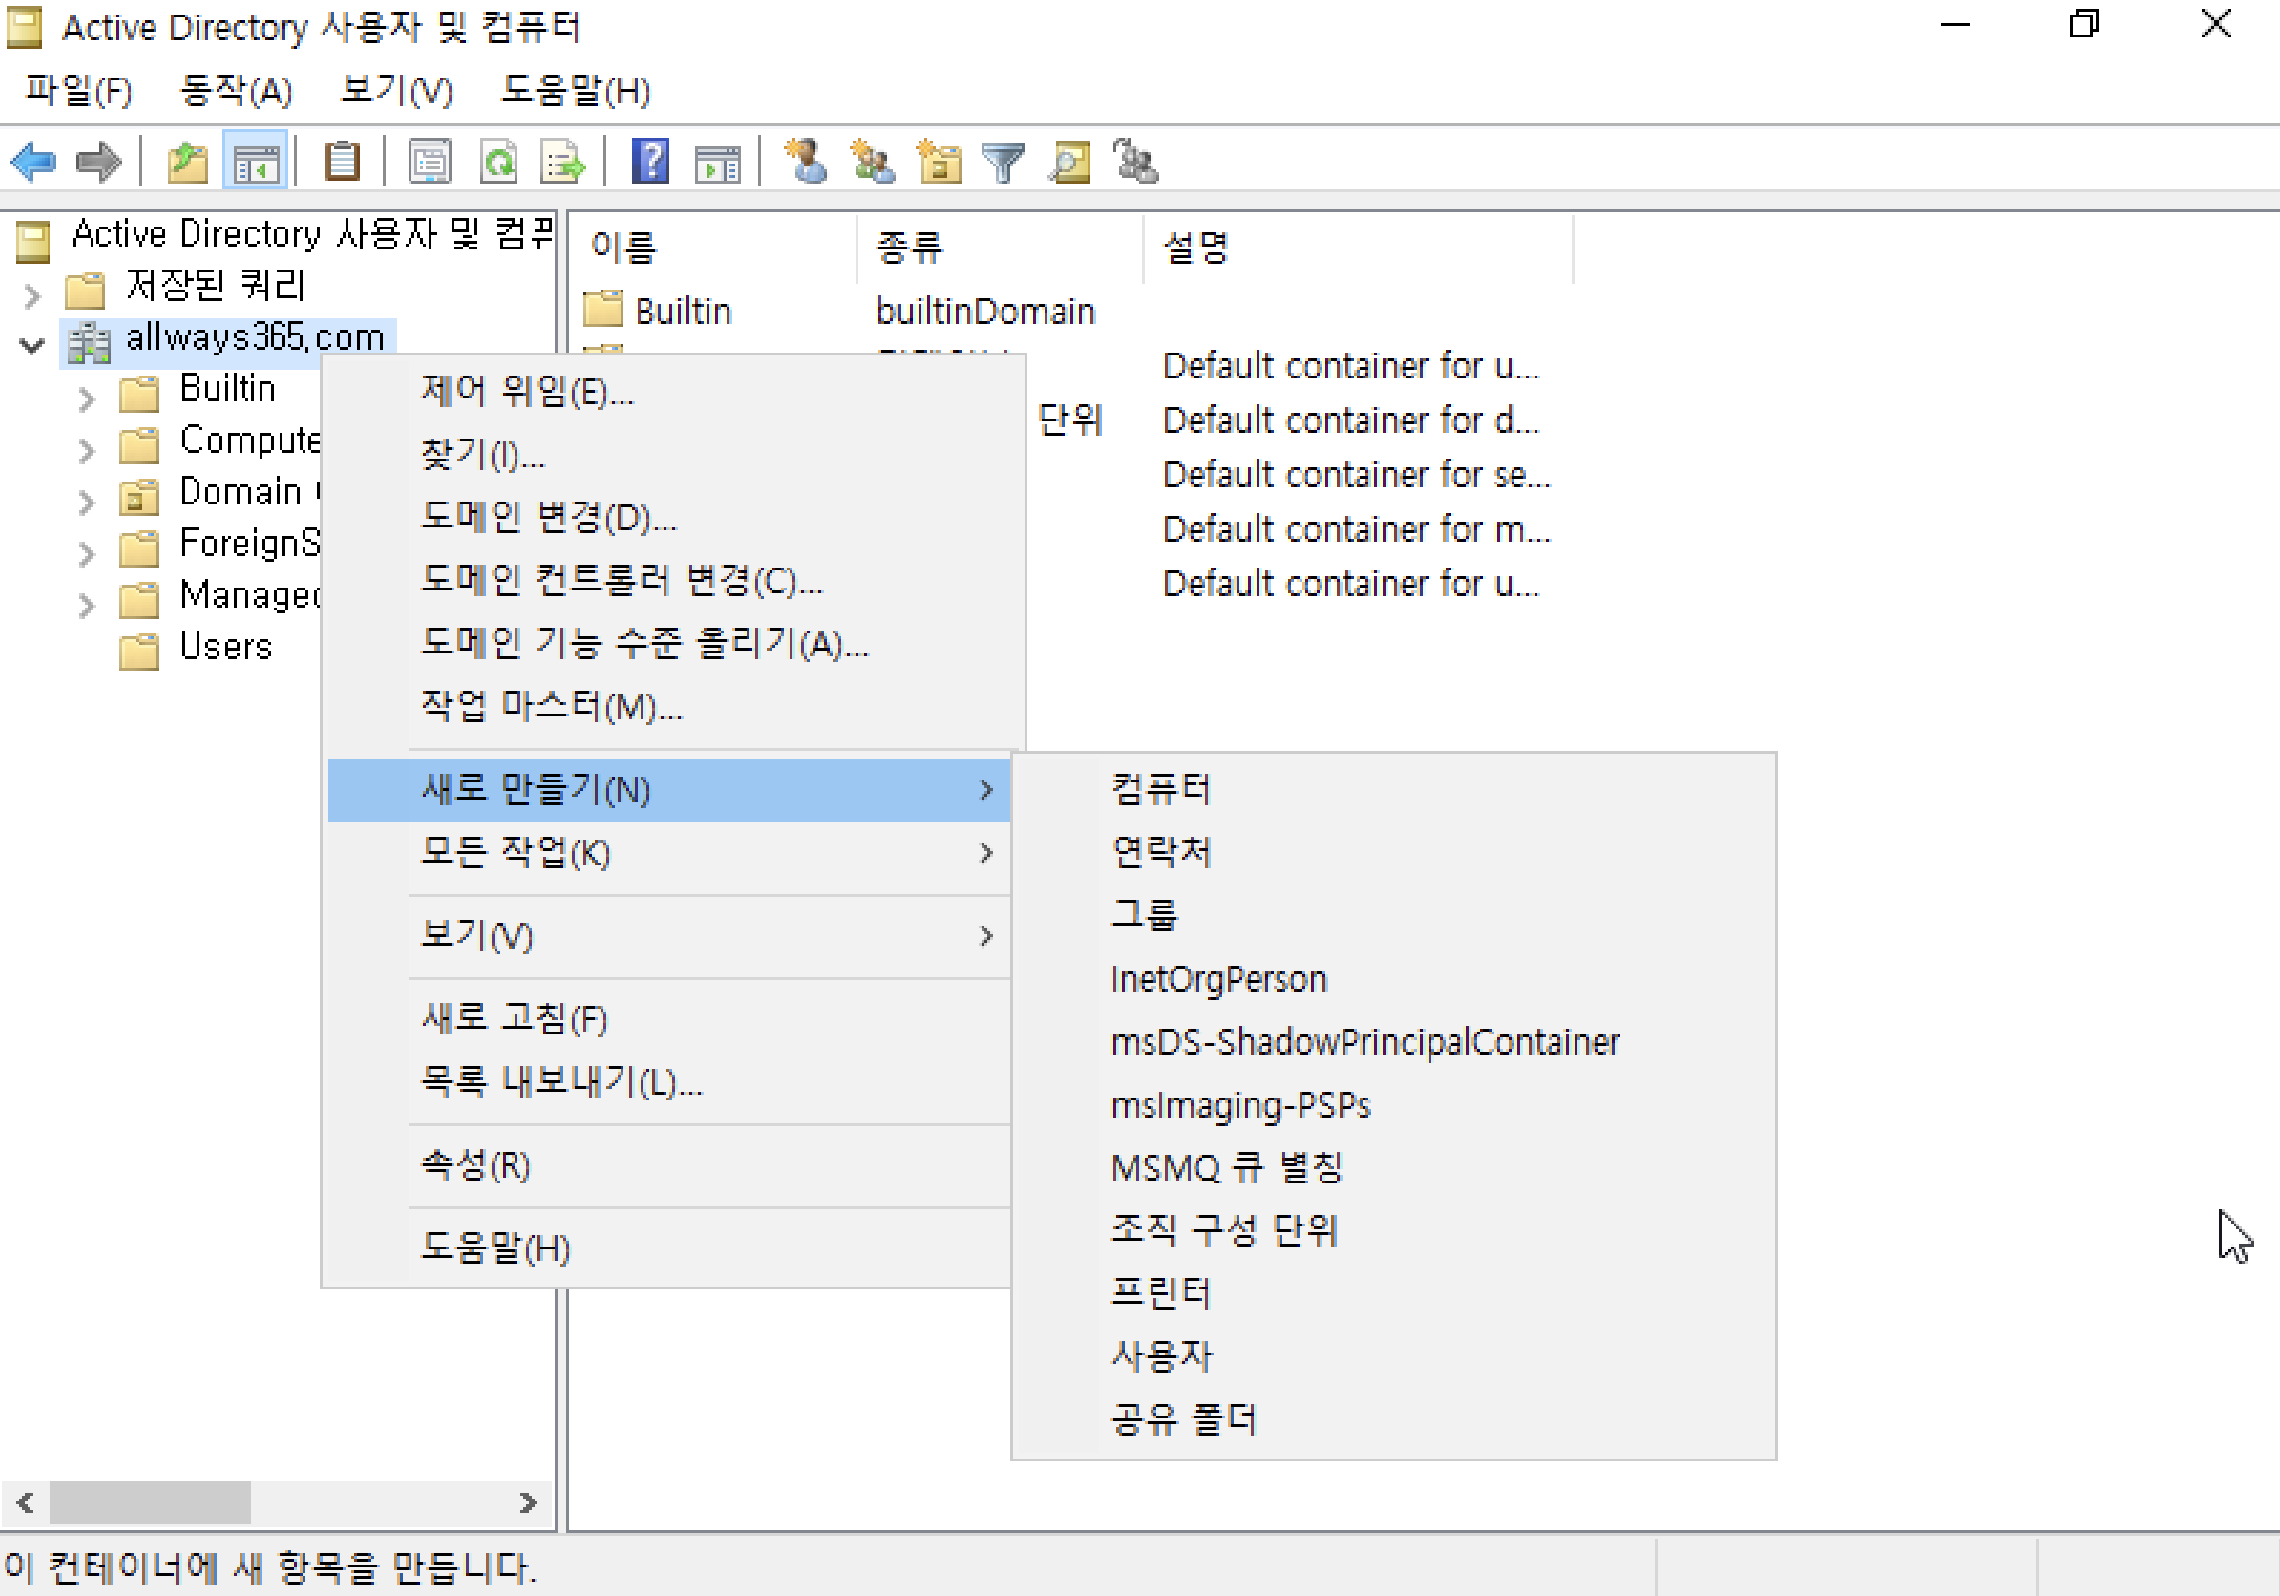 Active Directory 사용자 및 컴퓨터
파일(F) 동작(A) 보기(V) 도움말(H)
Active Directory 사용자 및 컴퓨
저장된 쿼리
allways365.com
Builtin
Compute
Domain
ForeignS
Managed
Users
이름 종류 설명
Builtin builtinDomain
Default container for u...
단위 Default container for d...
Default container for se...
Default container for m...
Default container for u...
제어 위임(E)...
찾기(I)...
도메인 변경(D)...
도메인 컨트롤러 변경(C)...
도메인 기능 수준 올리기(A)...
작업 마스터(M)...
새로 만들기(N)
모든 작업(K)
보기(V)
새로 고침(F)
목록 내보내기(L)...
속성(R)
도움말(H)
컴퓨터
연락처
그룹
InetOrgPerson
msDS-ShadowPrincipalContainer
msImaging-PSPs
MSMQ 큐 별칭
조직 구성 단위
프린터
사용자
공유 폴더
이 컨테이너에 새 항목을 만듭니다.